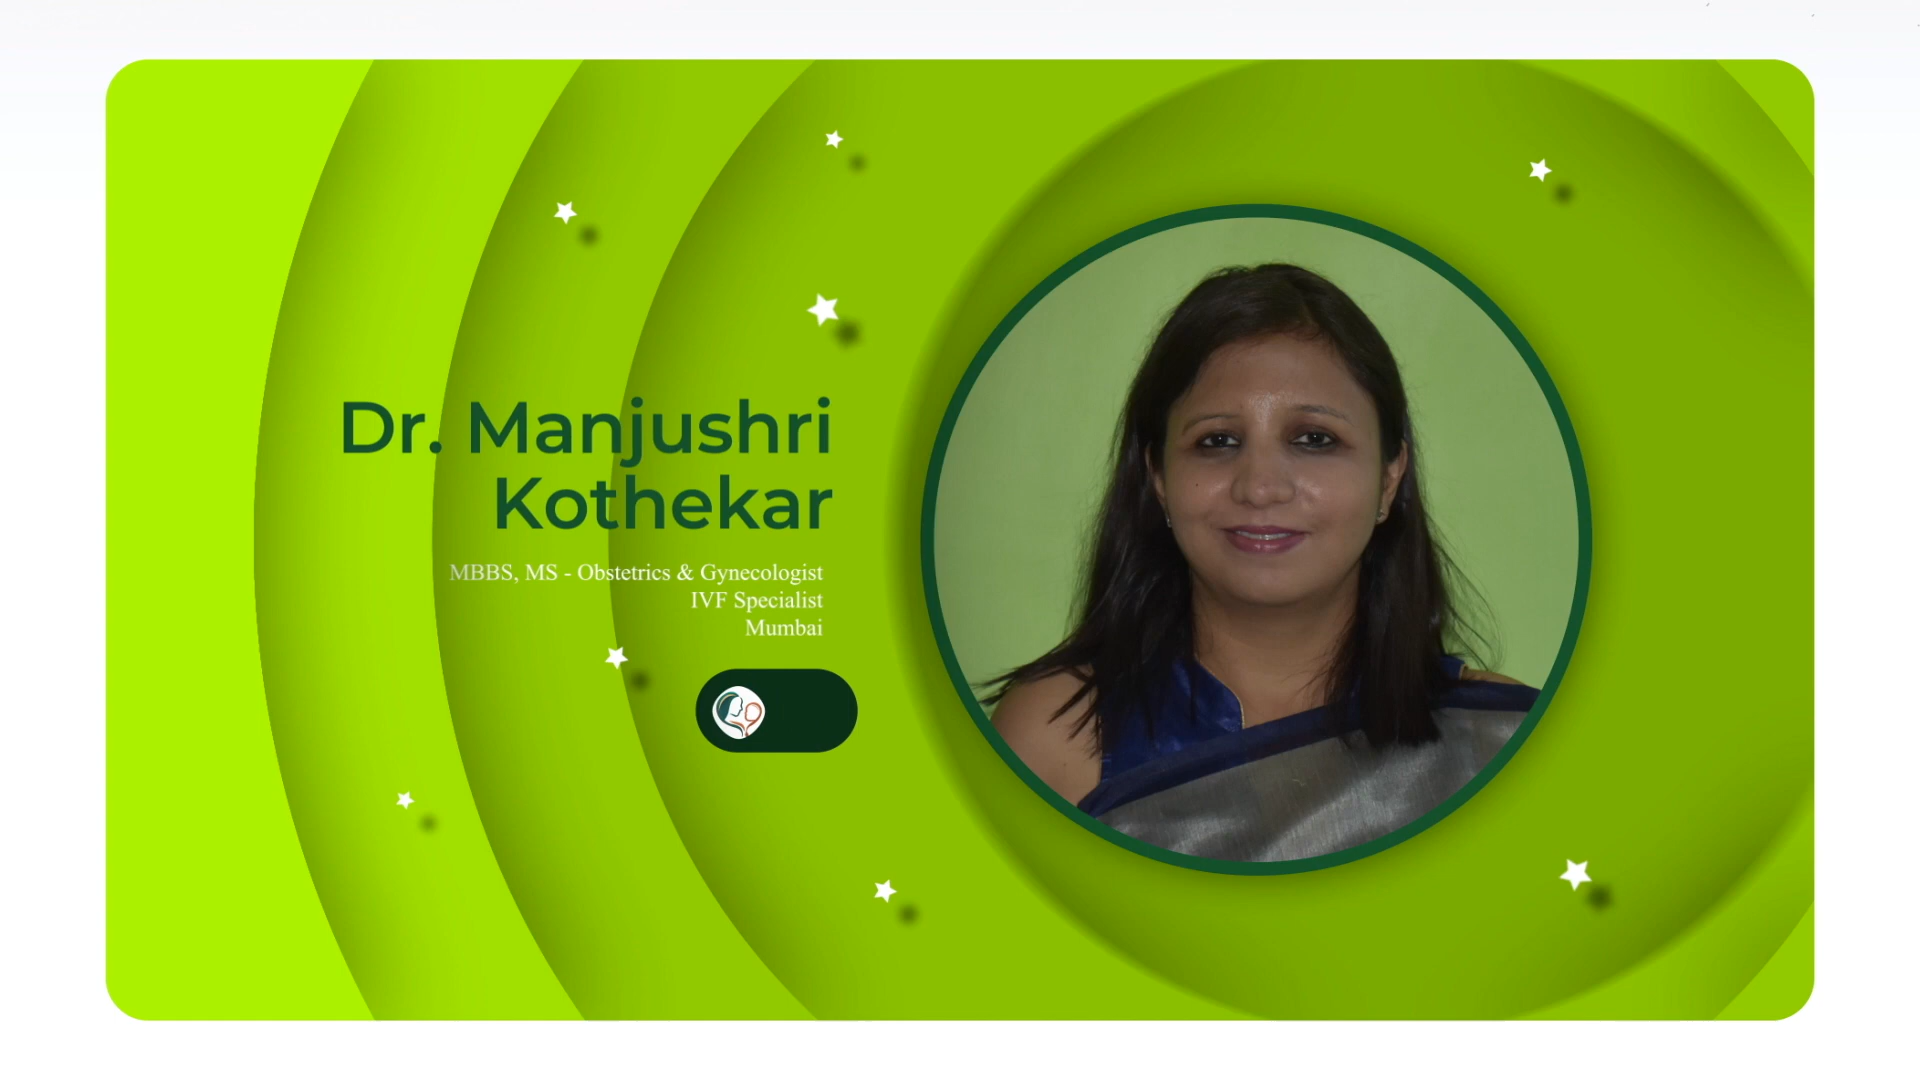 Dr. Manjushri
Kothekar
MBBS, MS - Obstetrics & Gynecologist
IVF Specialist
Mumbai